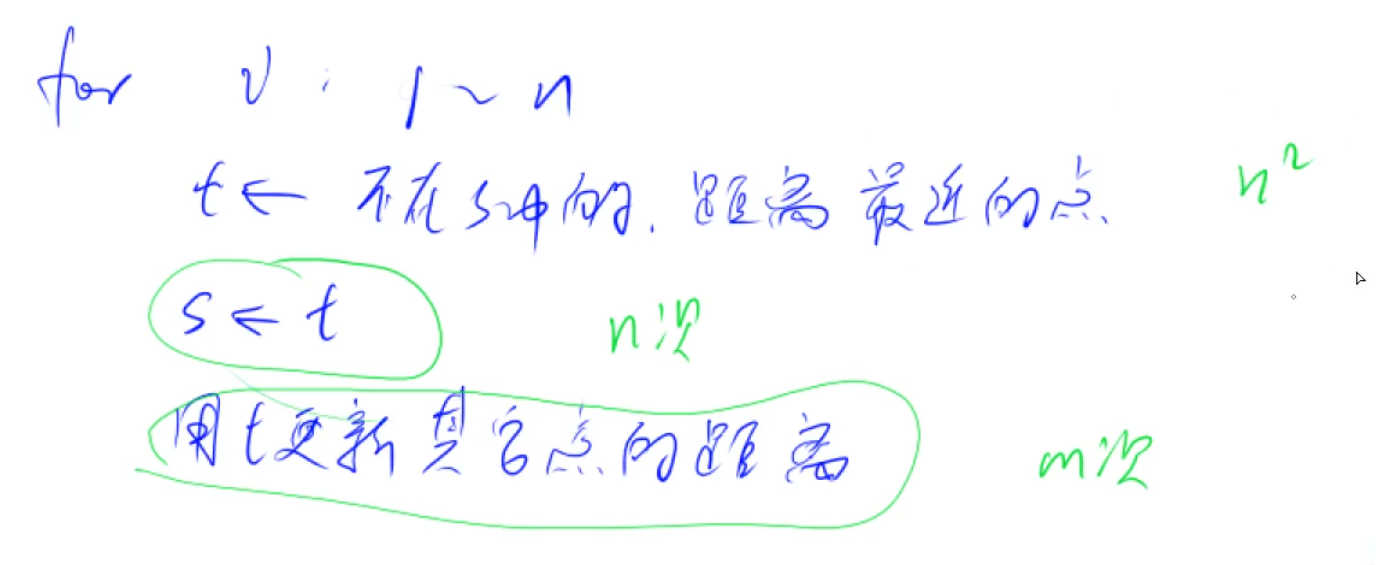 for i : 1 ~ n
t ← 不在s中的, 距离最近的点 n²
s ← t n次
用t更新其它点的距离 m次